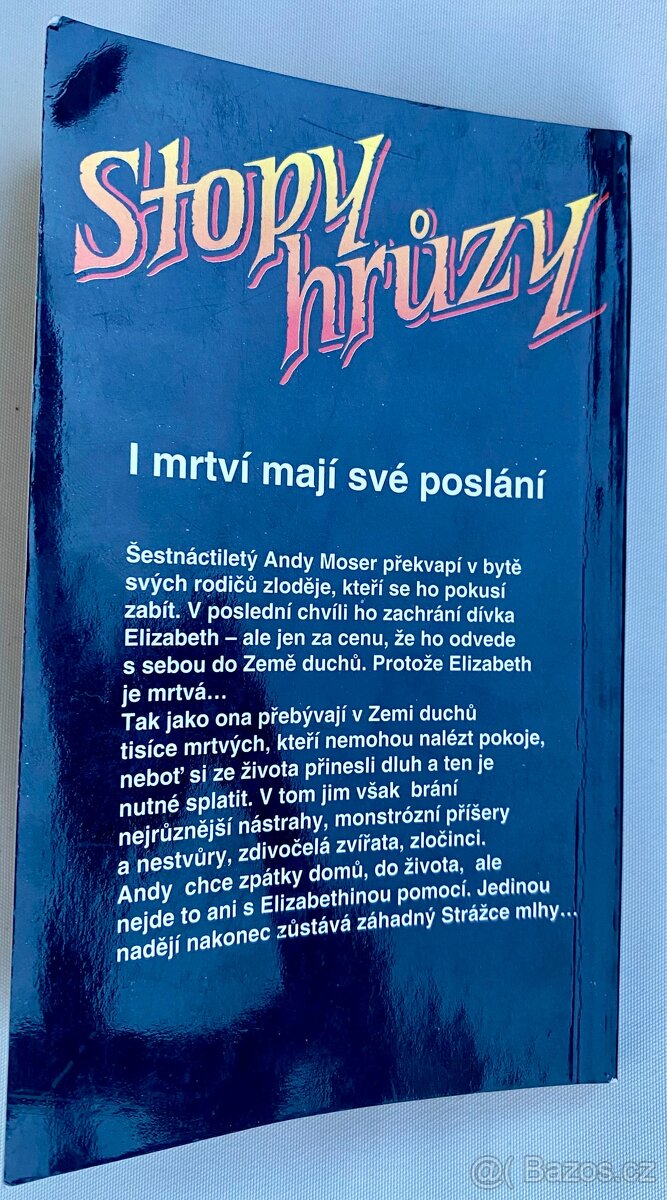 Stopy
hrůzy
I mrtví mají své poslání
Šestnáctiletý Andy Moser překvapí v bytě
svých rodičů zloděje, kteří se ho pokusí
zabít. V poslední chvíli ho zachrání dívka
Elizabeth – ale jen za cenu, že ho odvede
s sebou do Země duchů. Protože Elizabeth
je mrtvá...
Tak jako ona přebývají v Zemi duchů
tisíce mrtvých, kteří nemohou nalézt pokoje,
neboť si ze života přinesli dluh a ten je
nutné splatit. V tom jim však brání
nejrůznější nástrahy, monstrózní příšery
a nestvůry, zdivočelá zvířata, zločinci.
Andy chce zpátky domů, do života, ale
nejde to ani s Elizabethinou pomocí. Jedinou
nadějí nakonec zůstává záhadný Strážce mlhy...
@( Bazos.cz